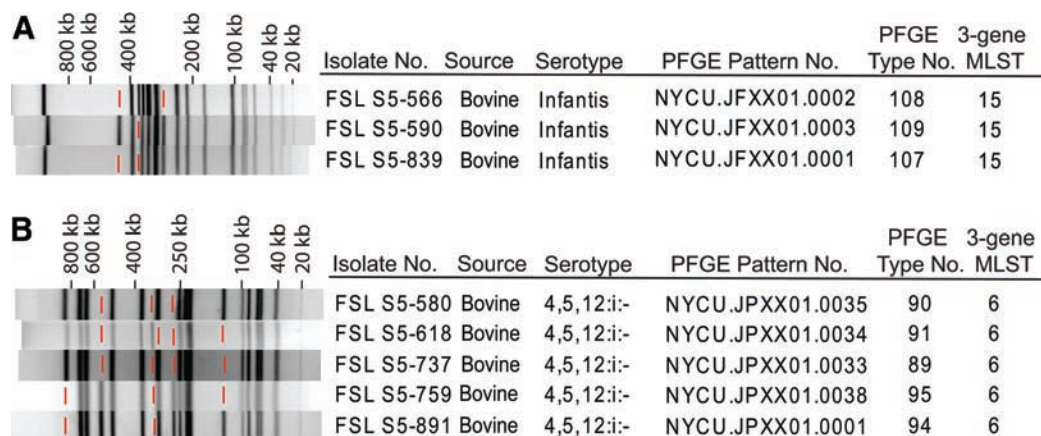 A
800 kb 600 kb 400 kb 200 kb 100 kb 40 kb 20 kb
PFGE 3-gene
Isolate No. Source Serotype PFGE Pattern No. Type No. MLST
FSL S5-566 Bovine Infantis NYCU.JFXX01.0002 108 15
FSL S5-590 Bovine Infantis NYCU.JFXX01.0003 109 15
FSL S5-839 Bovine Infantis NYCU.JFXX01.0001 107 15
B
800 kb 600 kb 400 kb 250 kb 100 kb 40 kb 20 kb
PFGE 3-gene
Isolate No. Source Serotype PFGE Pattern No. Type No. MLST
FSL S5-580 Bovine 4,5,12:i:- NYCU.JPXX01.0035 90 6
FSL S5-618 Bovine 4,5,12:i:- NYCU.JPXX01.0034 91 6
FSL S5-737 Bovine 4,5,12:i:- NYCU.JPXX01.0033 89 6
FSL S5-759 Bovine 4,5,12:i:- NYCU.JPXX01.0038 95 6
FSL S5-891 Bovine 4,5,12:i:- NYCU.JPXX01.0001 94 6